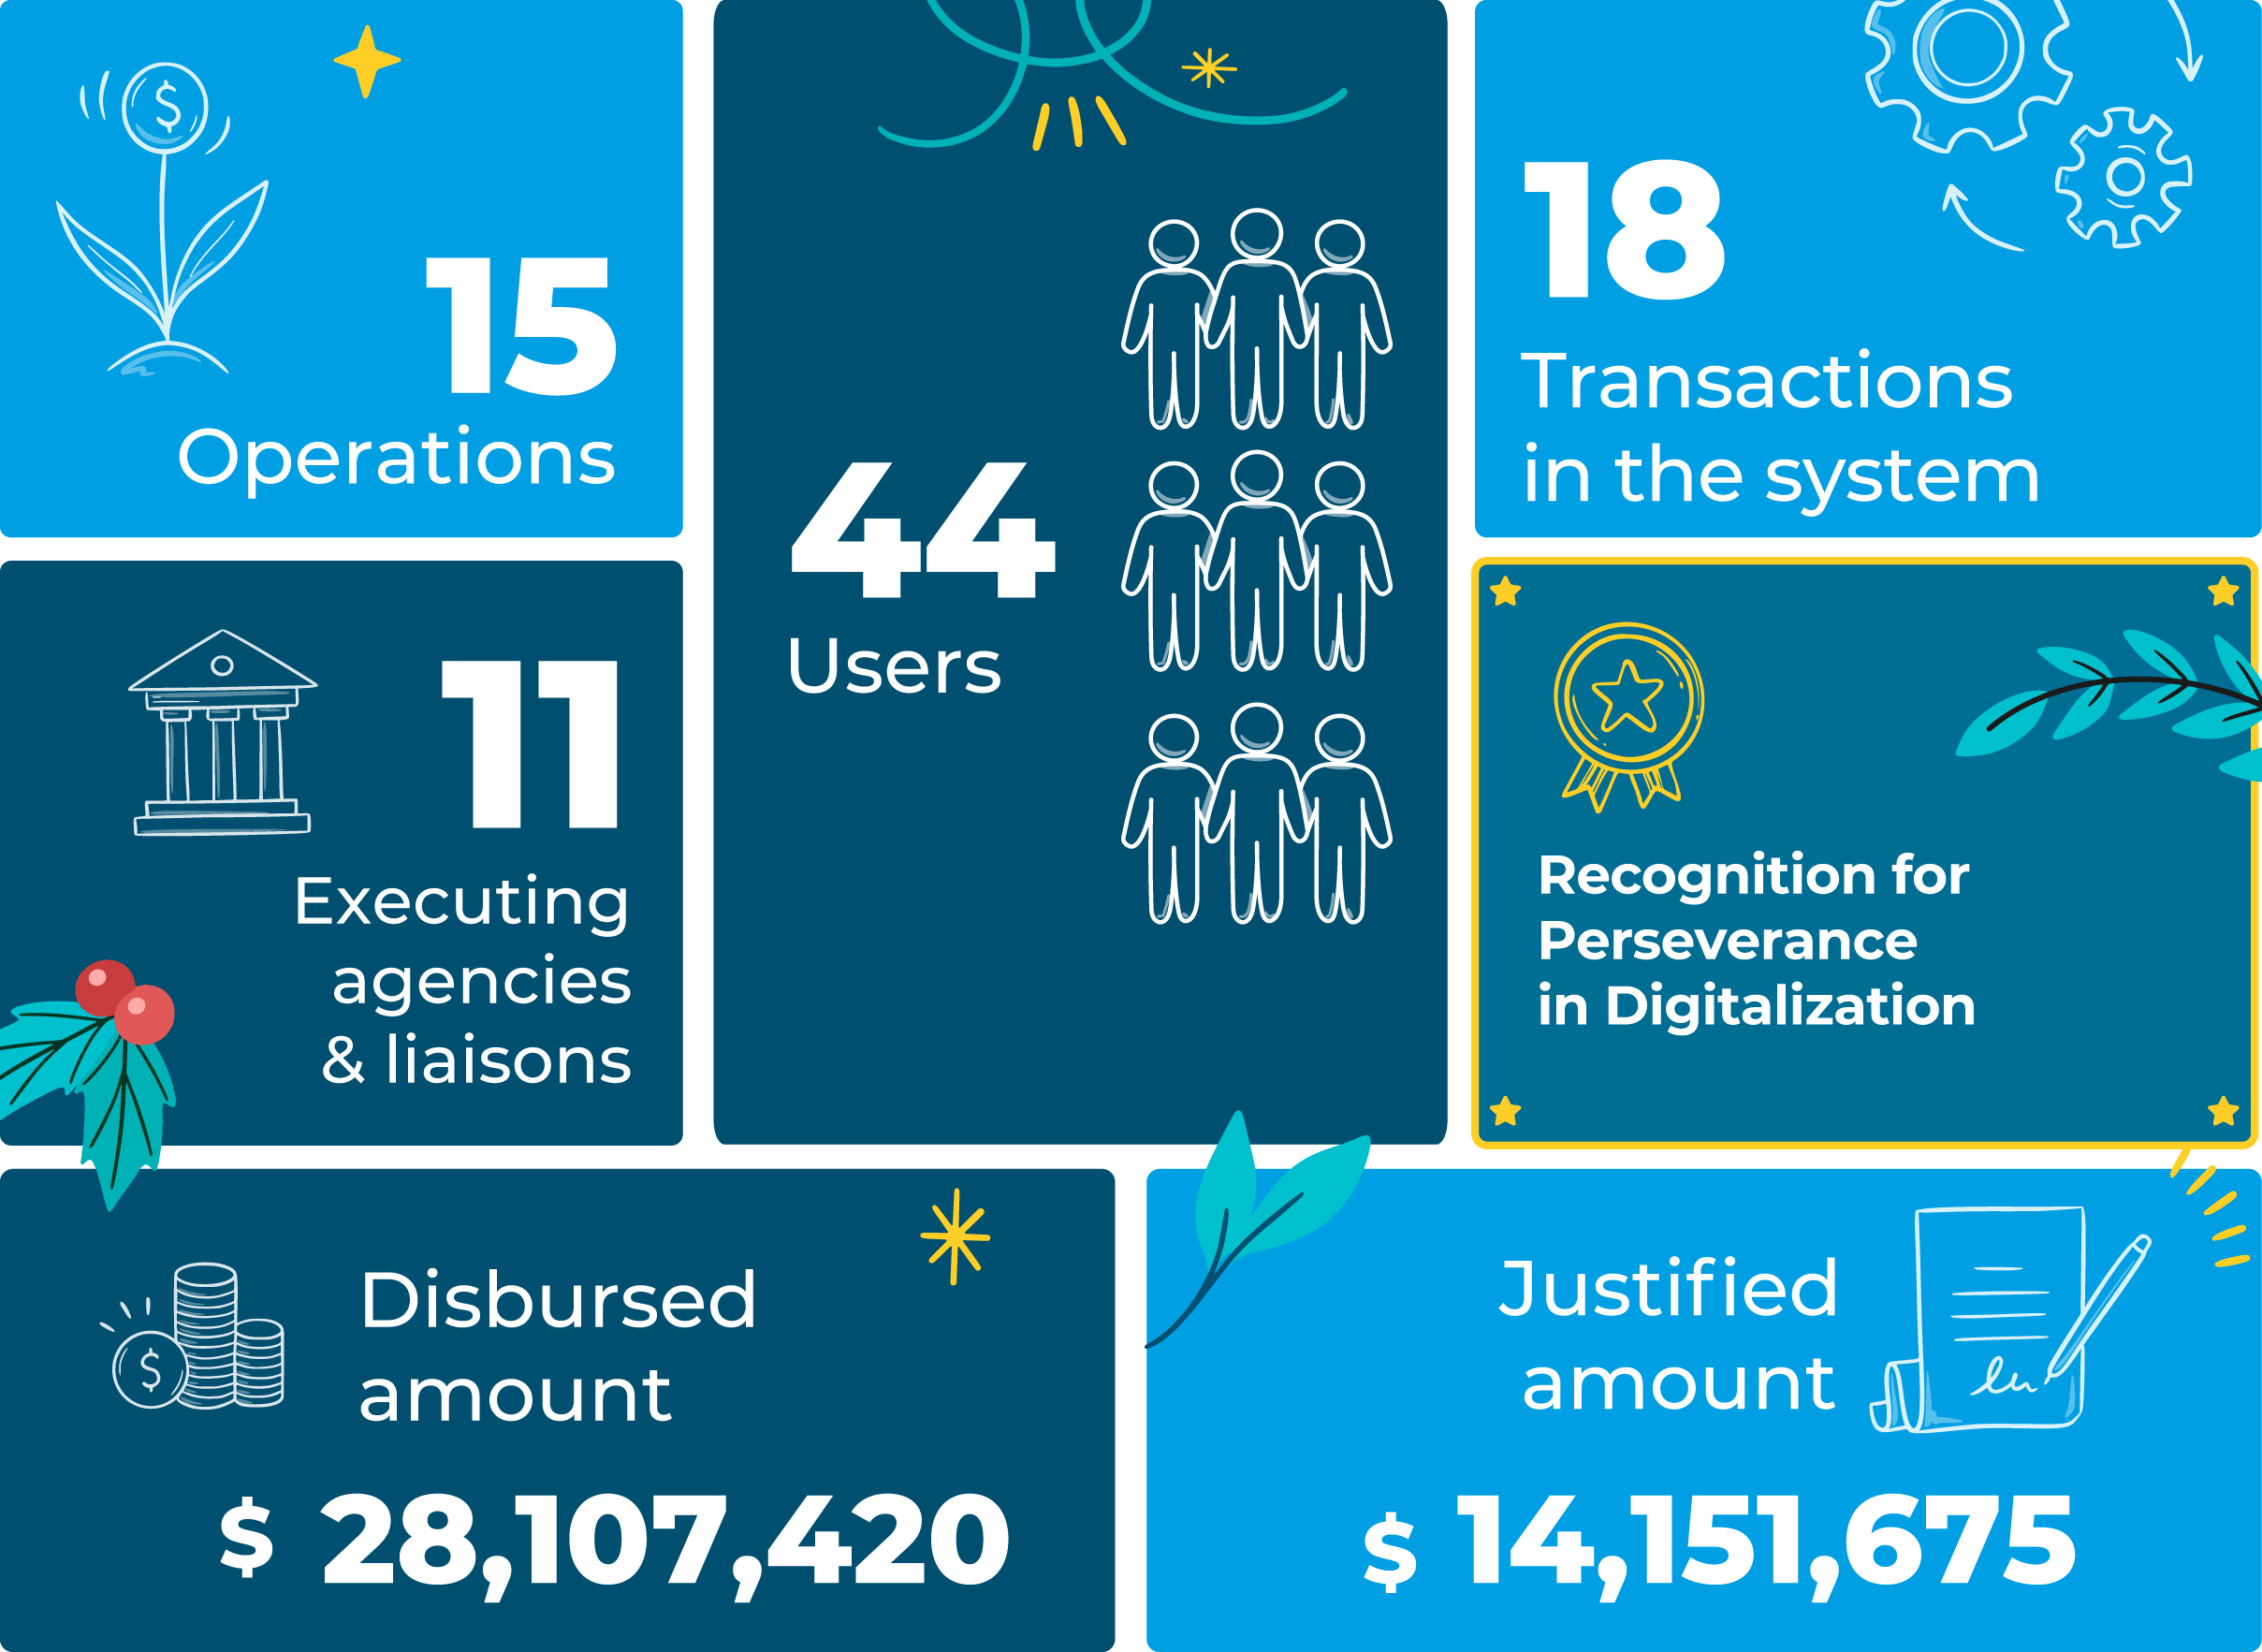 15
Operations
44
Users
18
Transactions
in the system
11
Executing
agencies
& liaisons
Recognition for
Perseverance
in Digitalization
Disbursed
amount
$ 28,107,420
Justified
amount
$ 14,151,675